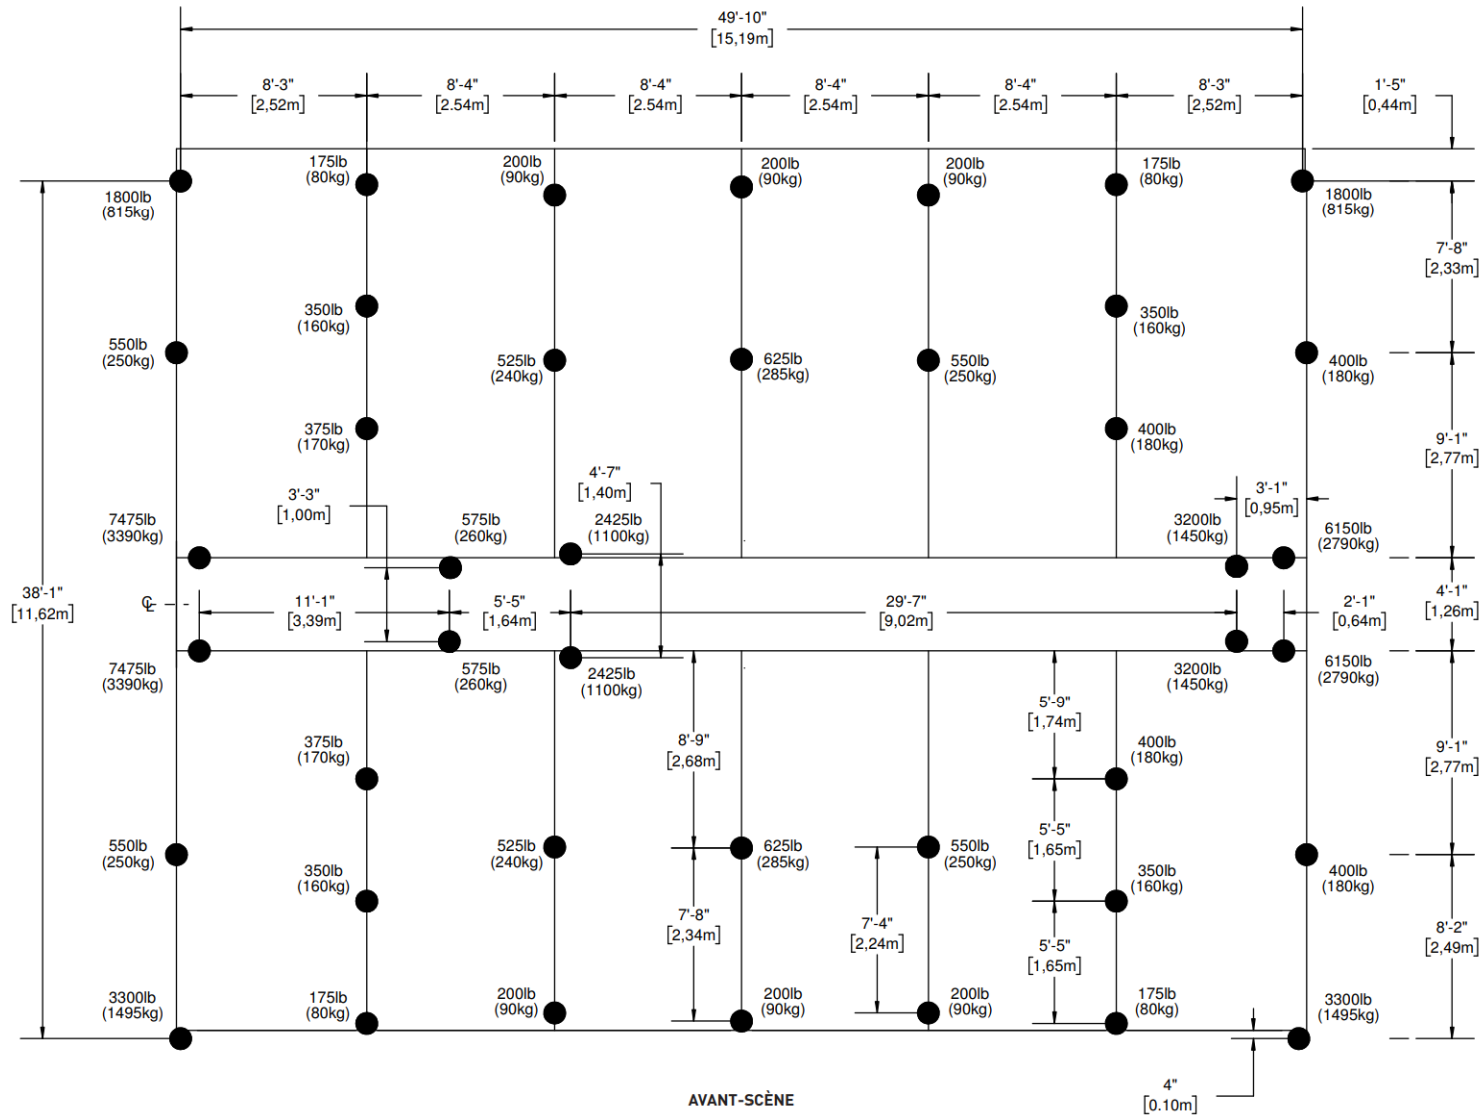 49'-10"
[15,19m]
8'-3"
[2,52m]
8'-4"
[2.54m]
8'-4"
[2.54m]
8'-4"
[2.54m]
8'-4"
[2.54m]
8'-3"
[2,52m]
1'-5"
[0,44m]
1800lb
(815kg)
175lb
(80kg)
200lb
(90kg)
200lb
(90kg)
200lb
(90kg)
175lb
(80kg)
1800lb
(815kg)
7'-8"
[2,33m]
550lb
(250kg)
350lb
(160kg)
525lb
(240kg)
625lb
(285kg)
550lb
(250kg)
350lb
(160kg)
400lb
(180kg)
375lb
(170kg)
400lb
(180kg)
9'-1"
[2,77m]
3'-3"
[1,00m]
4'-7"
[1,40m]
3'-1"
[0,95m]
7475lb
(3390kg)
575lb
(260kg)
2425lb
(1100kg)
3200lb
(1450kg)
6150lb
(2790kg)
38'-1"
[11,62m]
℄
11'-1"
[3,39m]
5'-5"
[1,64m]
29'-7"
[9,02m]
2'-1"
[0,64m]
4'-1"
[1,26m]
7475lb
(3390kg)
575lb
(260kg)
2425lb
(1100kg)
3200lb
(1450kg)
6150lb
(2790kg)
5'-9"
[1,74m]
375lb
(170kg)
8'-9"
[2,68m]
400lb
(180kg)
9'-1"
[2,77m]
550lb
(250kg)
525lb
(240kg)
625lb
(285kg)
550lb
(250kg)
5'-5"
[1,65m]
350lb
(160kg)
350lb
(160kg)
400lb
(180kg)
7'-8"
[2,34m]
7'-4"
[2,24m]
5'-5"
[1,65m]
8'-2"
[2,49m]
3300lb
(1495kg)
175lb
(80kg)
200lb
(90kg)
200lb
(90kg)
200lb
(90kg)
175lb
(80kg)
3300lb
(1495kg)
4"
[0.10m]
AVANT-SCÈNE